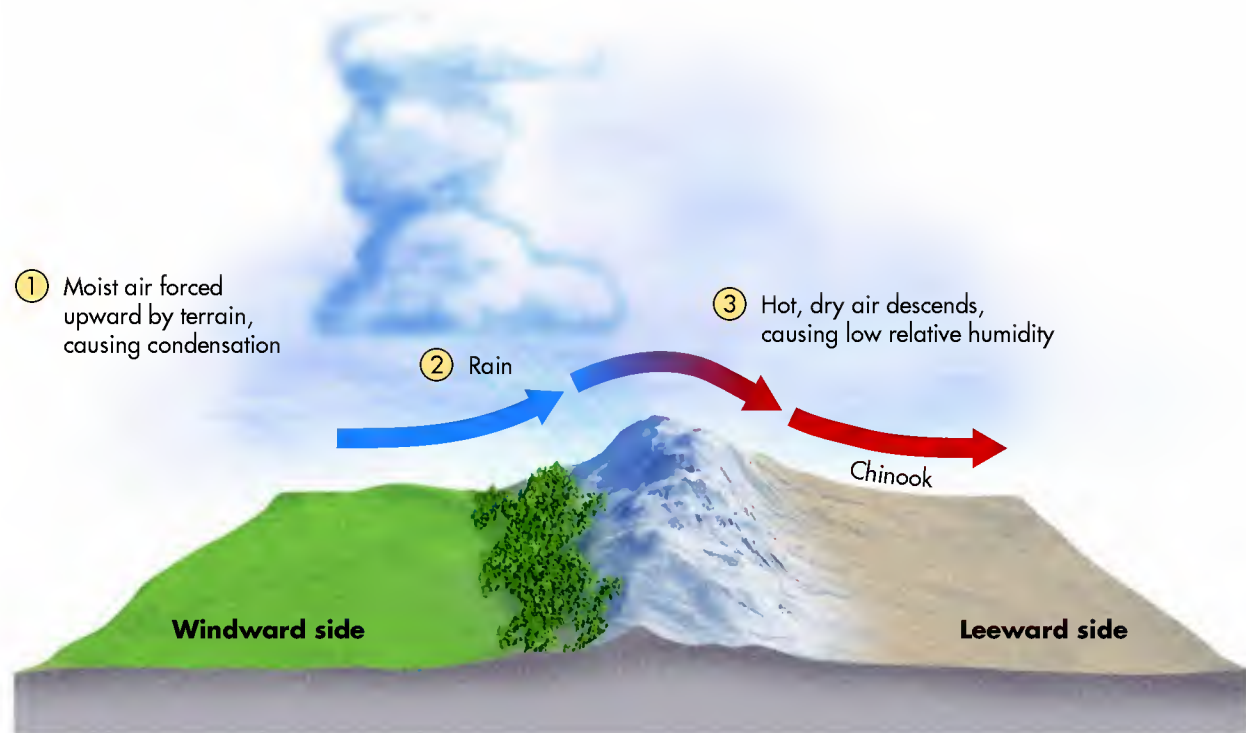 1 Moist air forced
upward by terrain,
causing condensation
2 Rain
3 Hot, dry air descends,
causing low relative humidity
Chinook
Windward side
Leeward side